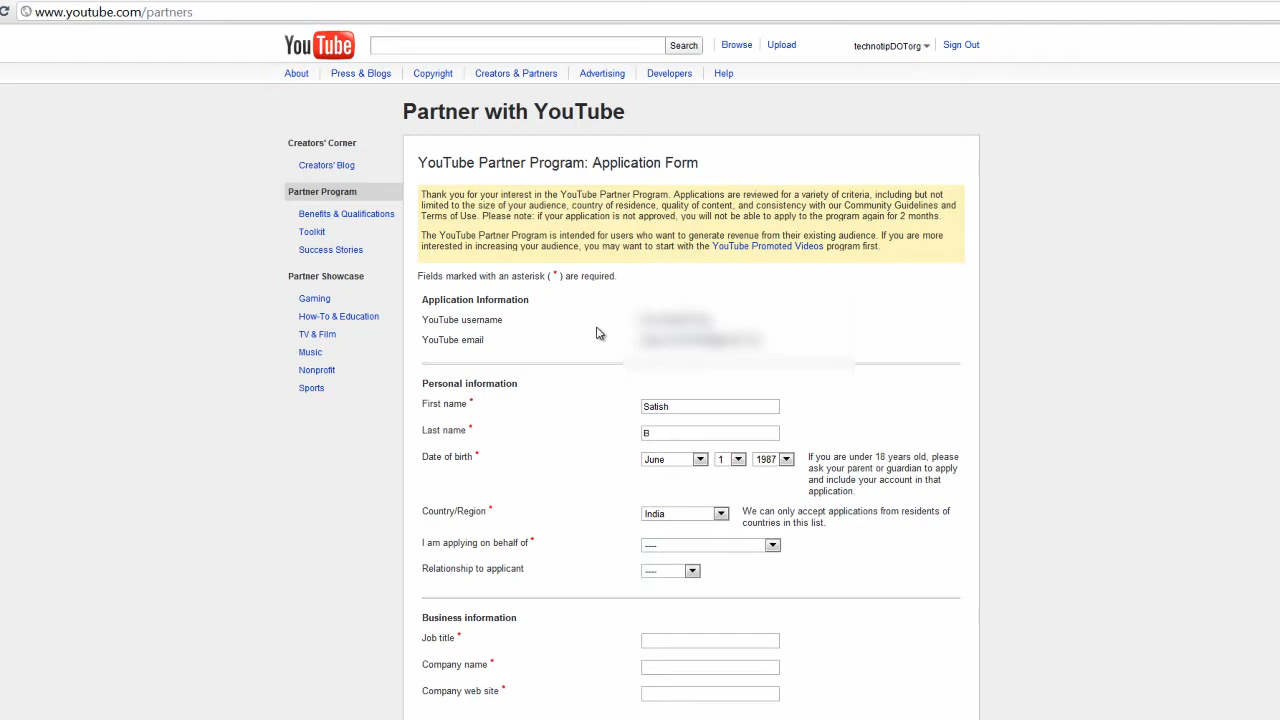 www.youtube.com/partners
YouTube
Search
Browse
Upload
technotipDOTorg
Sign Out
About
Press & Blogs
Copyright
Creators & Partners
Advertising
Developers
Help
Partner with YouTube
Creators' Corner
Creators' Blog
Partner Program
Benefits & Qualifications
Toolkit
Success Stories
Partner Showcase
Gaming
How-To & Education
TV & Film
Music
Nonprofit
Sports
YouTube Partner Program: Application Form
Thank you for your interest in the YouTube Partner Program. Applications are reviewed for a variety of criteria, including but not
limited to the size of your audience, country of residence, quality of content, and consistency with our Community Guidelines and
Terms of Use. Please note: if your application is not approved, you will not be able to apply to the program again for 2 months.
The YouTube Partner Program is intended for users who want to generate revenue from their existing audience. If you are more
interested in increasing your audience, you may want to start with the YouTube Promoted Videos program first.
Fields marked with an asterisk ( * ) are required.
Application Information
YouTube username
YouTube email
Personal information
First name * Satish
Last name * B
Date of birth * June 1 1987
If you are under 18 years old, please
ask your parent or guardian to apply
and include your account in that
application.
Country/Region * India
We can only accept applications from residents of
countries in this list.
I am applying on behalf of * ----
Relationship to applicant ----
Business information
Job title *
Company name *
Company web site *